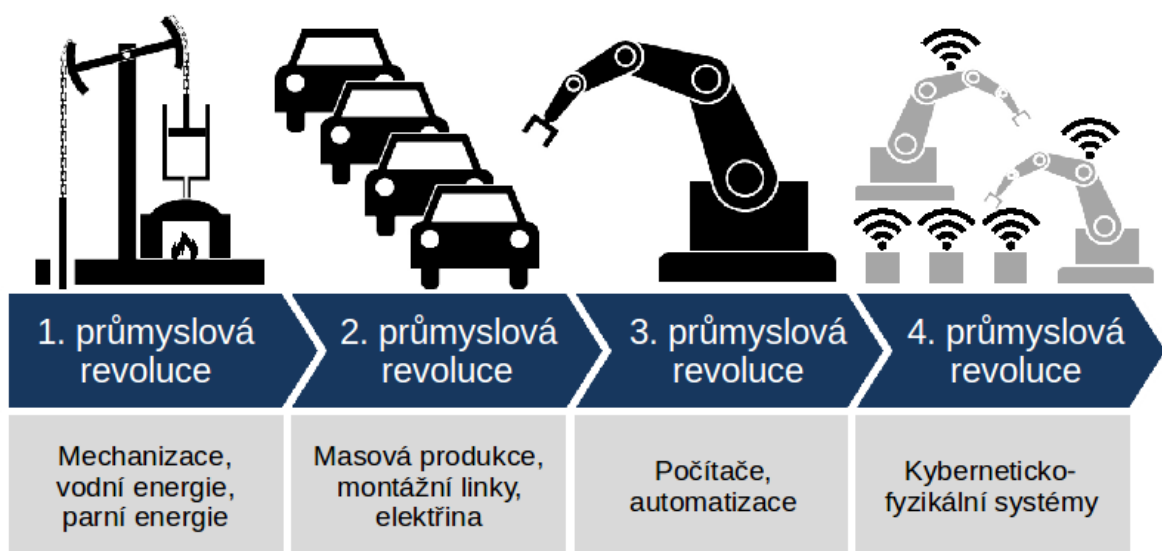 1. průmyslová
revoluce
2. průmyslová
revoluce
3. průmyslová
revoluce
4. průmyslová
revoluce
Mechanizace,
vodní energie,
parní energie
Masová produkce,
montážní linky,
elektřina
Počítače,
automatizace
Kyberneticko-
fyzikální systémy